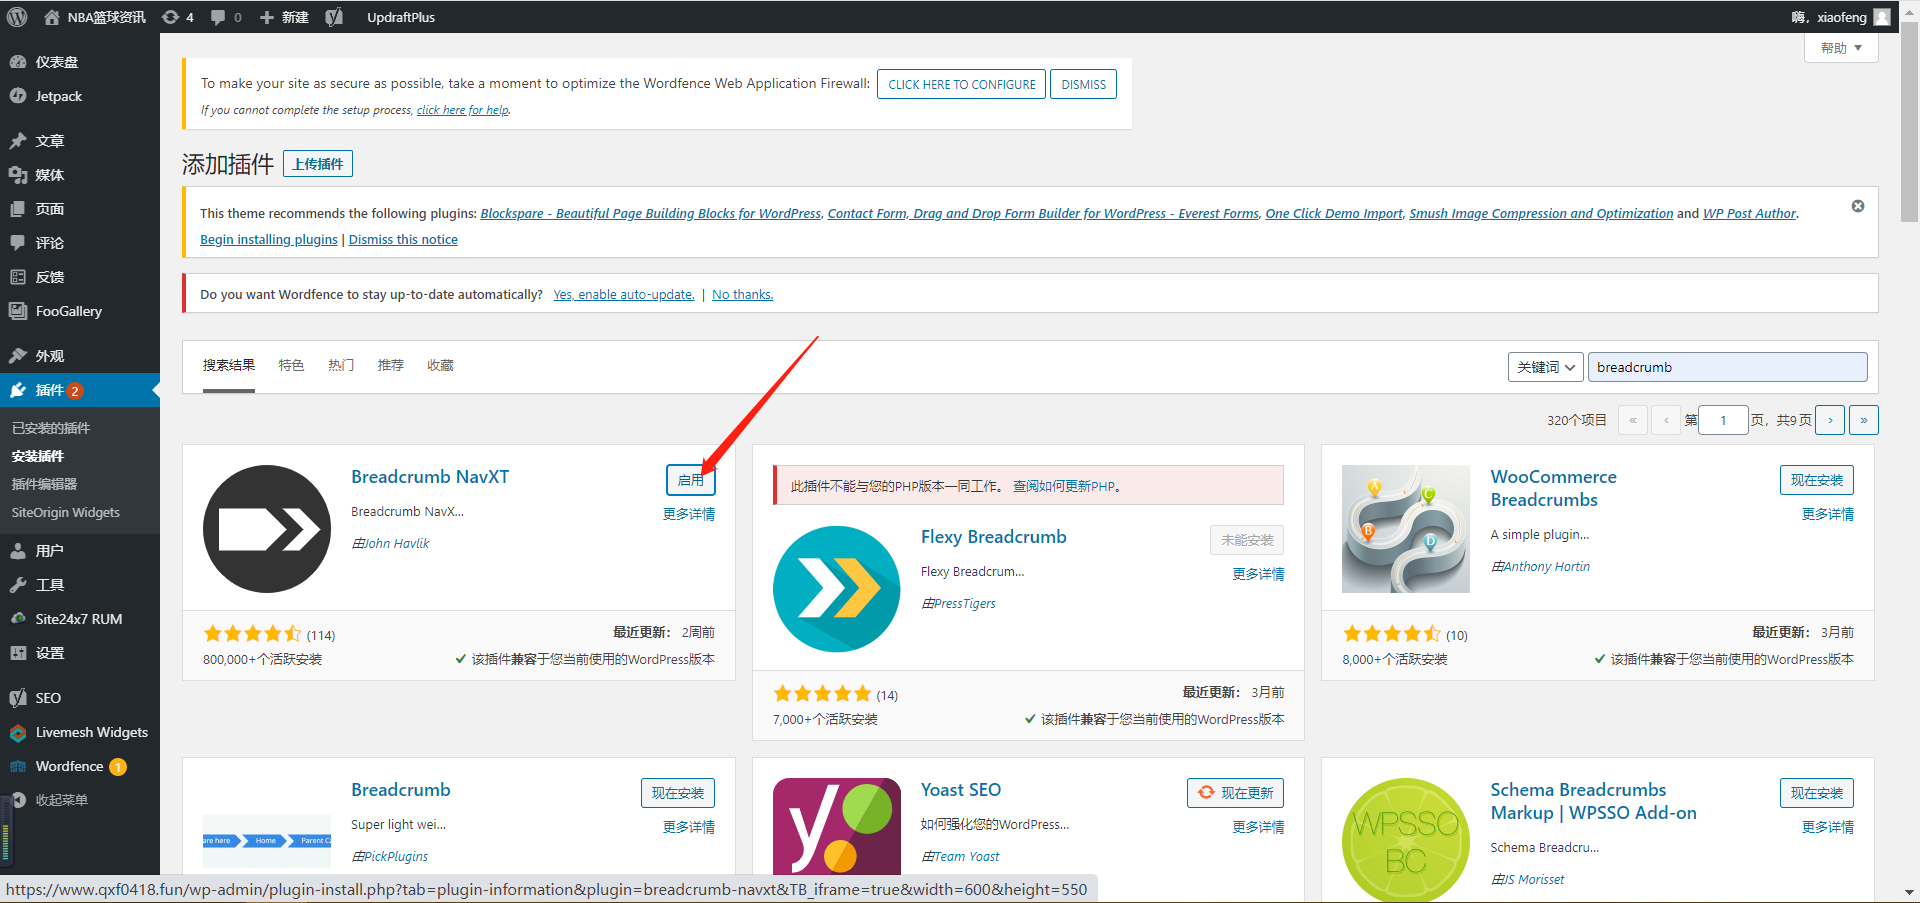 NBA篮球资讯 4 0 新建 UpdraftPlus 嗨，xiaofeng
帮助
仪表盘
Jetpack
文章
媒体
页面
评论
反馈
FooGallery
外观
插件 2
已安装的插件
安装插件
插件编辑器
SiteOrigin Widgets
用户
工具
Site24x7 RUM
设置
SEO
Livemesh Widgets
Wordfence 1
收起菜单
To make your site as secure as possible, take a moment to optimize the Wordfence Web Application Firewall: CLICK HERE TO CONFIGURE DISMISS
If you cannot complete the setup process, click here for help.
添加插件 上传插件
This theme recommends the following plugins: Blockspare - Beautiful Page Building Blocks for WordPress, Contact Form, Drag and Drop Form Builder for WordPress - Everest Forms, One Click Demo Import, Smush Image Compression and Optimization and WP Post Author.
Begin installing plugins | Dismiss this notice
Do you want Wordfence to stay up-to-date automatically? Yes, enable auto-update. | No thanks.
搜索结果 特色 热门 推荐 收藏 关键词 breadcrumb
320个项目 « ‹ 第 1 页，共9页 › »
Breadcrumb NavXT
启用
更多详情
Breadcrumb NavX...
由John Havlik
(114)
最近更新： 2周前
800,000+个活跃安装
该插件兼容于您当前使用的WordPress版本
此插件不能与您的PHP版本一同工作。 查阅如何更新PHP。
Flexy Breadcrumb
未能安装
更多详情
Flexy Breadcrum...
由PressTigers
(14)
最近更新： 3月前
7,000+个活跃安装
该插件兼容于您当前使用的WordPress版本
A
C
B
D
WooCommerce
Breadcrumbs
现在安装
更多详情
A simple plugin...
由Anthony Hortin
(10)
最近更新： 3月前
8,000+个活跃安装
该插件兼容于您当前使用的WordPress版本
are here Home Parent Ca
Breadcrumb
现在安装
更多详情
Super light wei...
由PickPlugins
y
Yoast SEO
现在更新
更多详情
如何强化您的WordPress...
由Team Yoast
WPSSO
BC
Schema Breadcrumbs
Markup | WPSSO Add-on
现在安装
更多详情
Schema Breadcru...
由JS Morisset
https://www.qxf0418.fun/wp-admin/plugin-install.php?tab=plugin-information&plugin=breadcrumb-navxt&TB_iframe=true&width=600&height=550